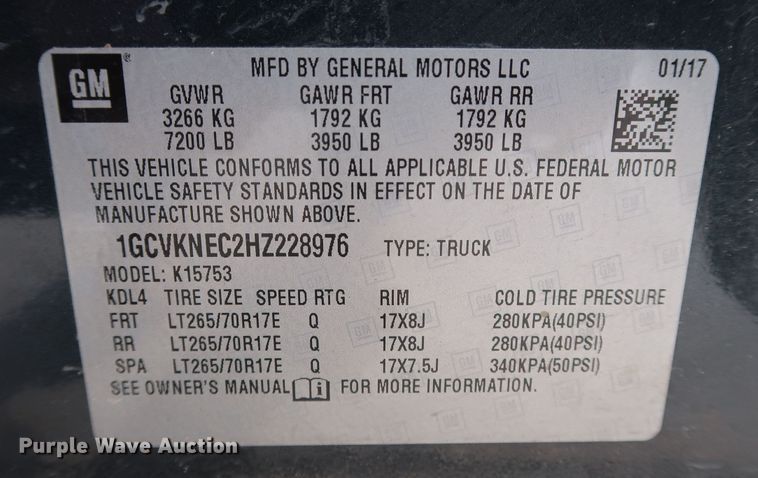 GM® MFD BY GENERAL MOTORS LLC 01/17
GVWR GAWR FRT GAWR RR
3266 KG 1792 KG 1792 KG
7200 LB 3950 LB 3950 LB
THIS VEHICLE CONFORMS TO ALL APPLICABLE U.S. FEDERAL MOTOR
VEHICLE SAFETY STANDARDS IN EFFECT ON THE DATE OF
MANUFACTURE SHOWN ABOVE.
1GCVKNEC2HZ228976 TYPE: TRUCK
MODEL: K15753
KDL4 TIRE SIZE SPEED RTG RIM COLD TIRE PRESSURE
FRT LT265/70R17E Q 17X8J 280KPA(40PSI)
RR LT265/70R17E Q 17X8J 280KPA(40PSI)
SPA LT265/70R17E Q 17X7.5J 340KPA(50PSI)
SEE OWNER'S MANUAL i FOR MORE INFORMATION.
Purple Wave Auction